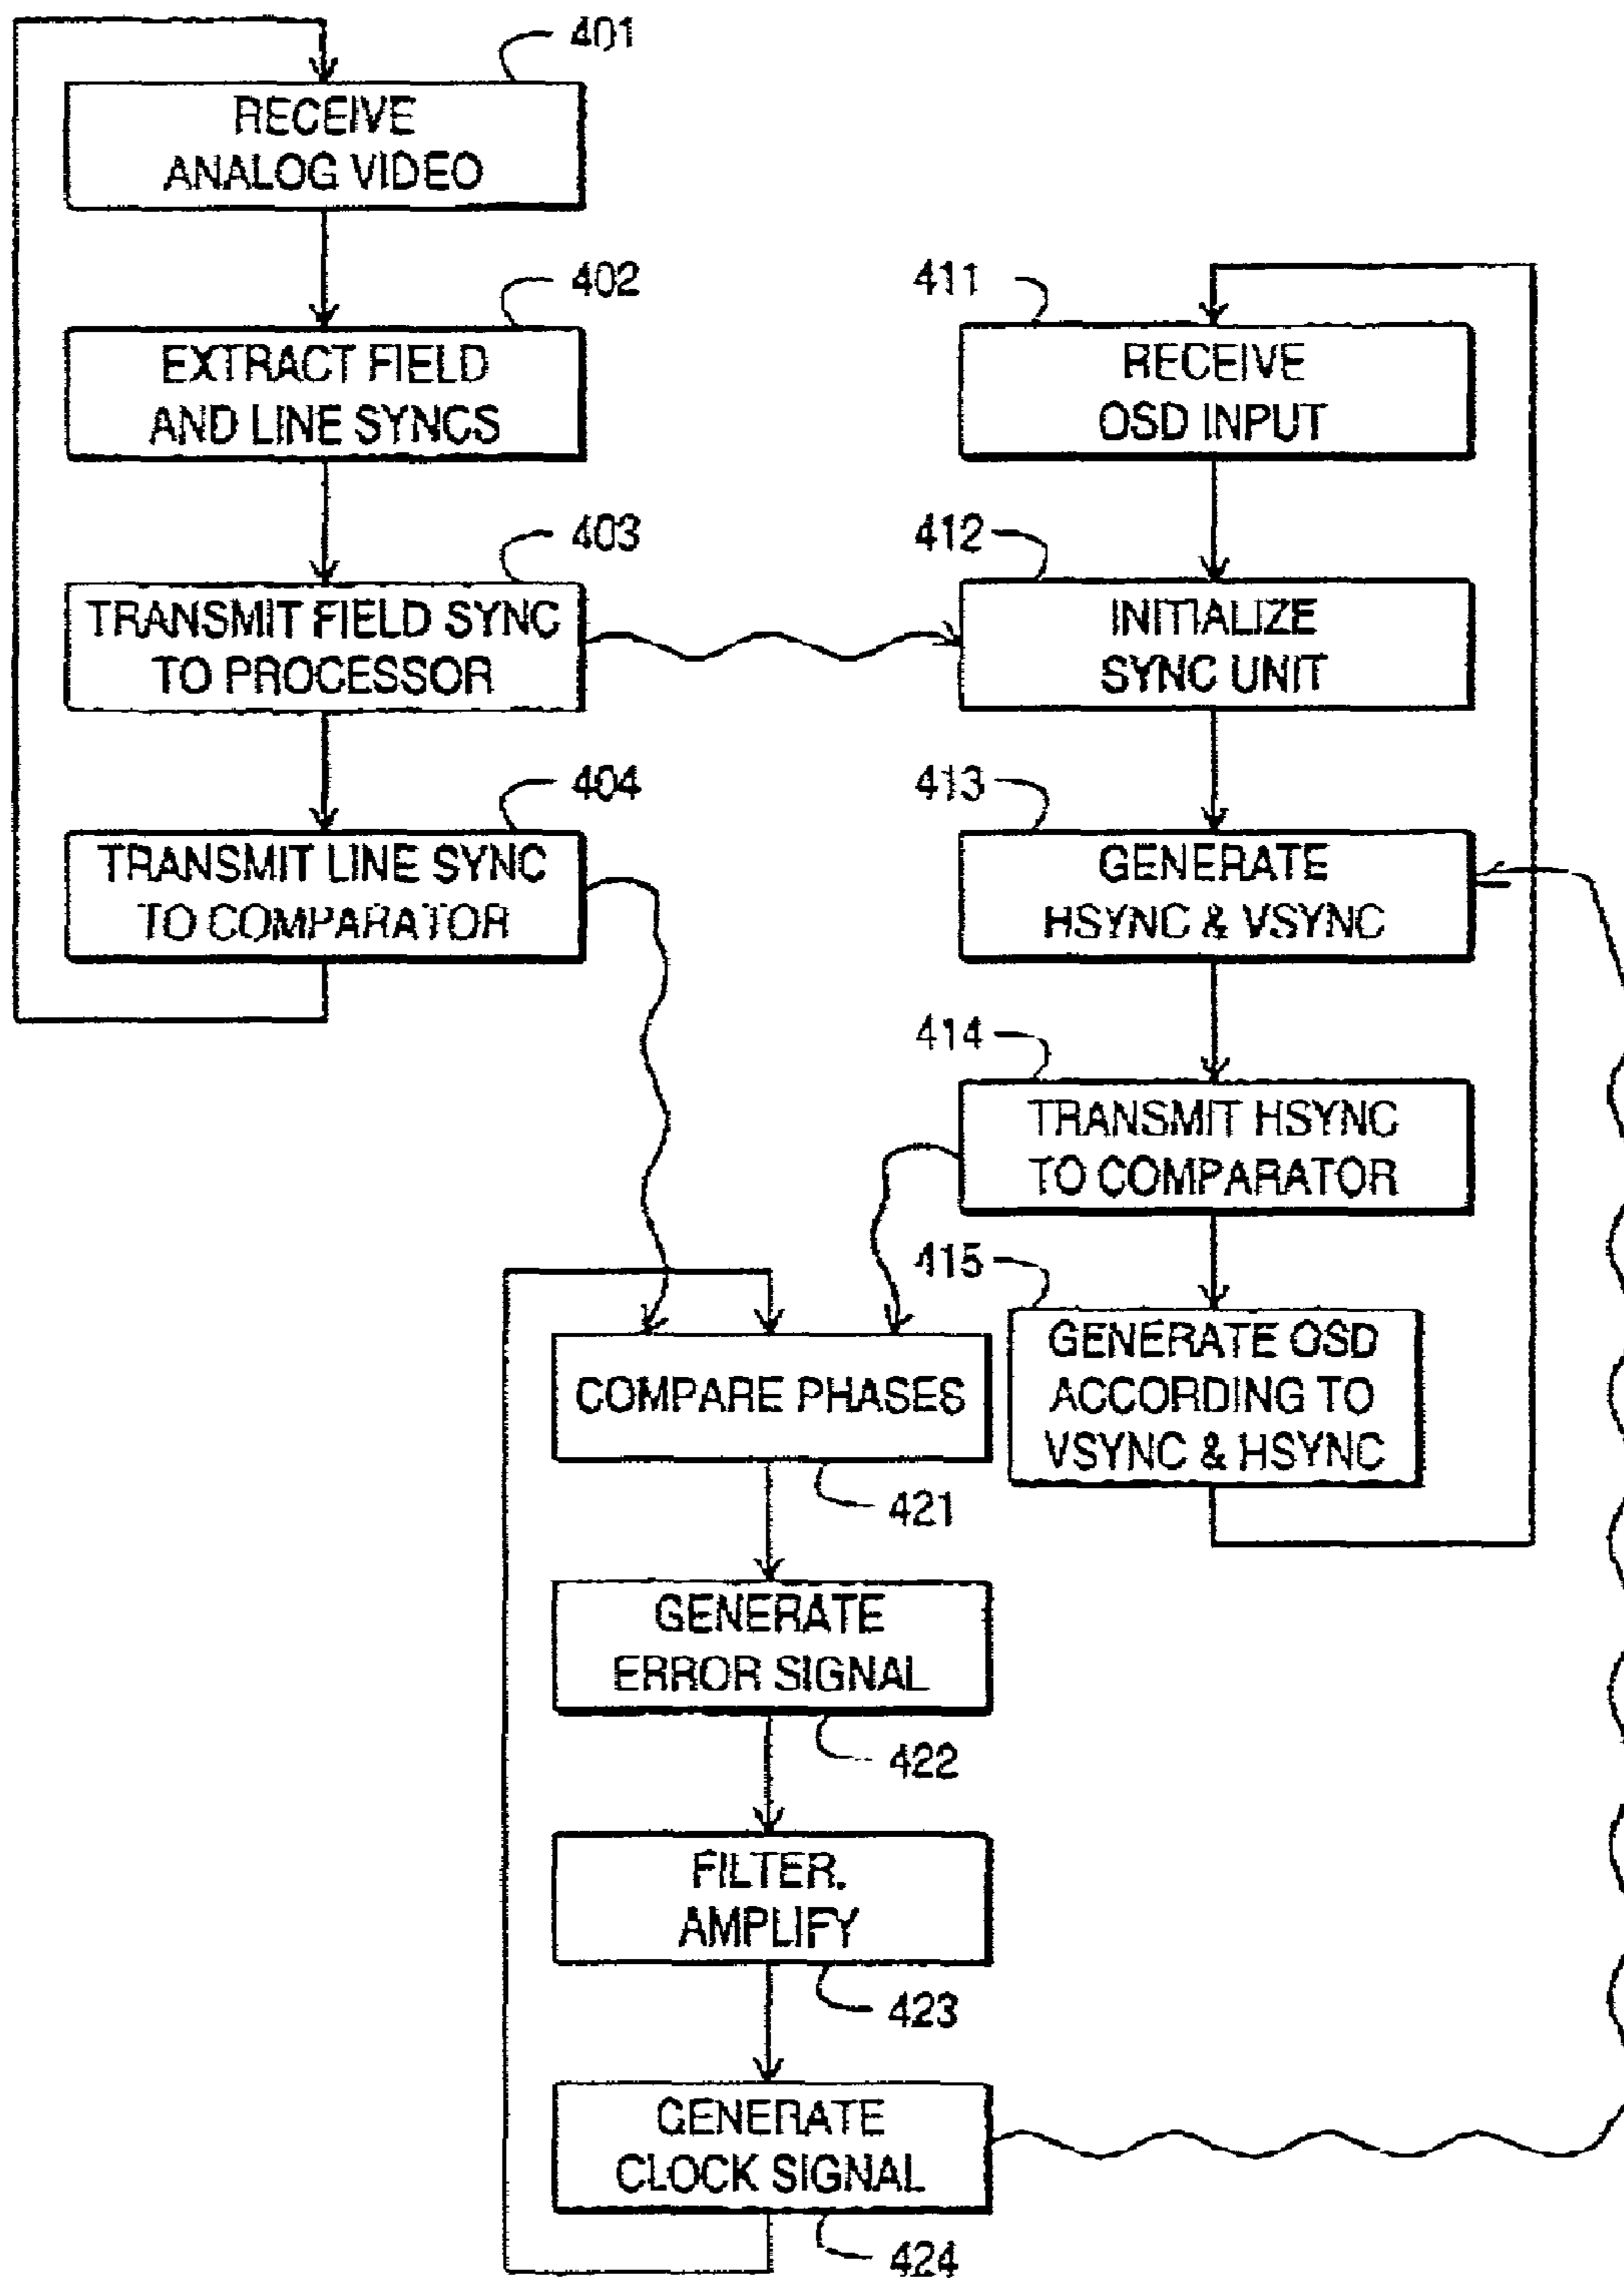 401
RECEIVE
ANALOG VIDEO
402
EXTRACT FIELD
AND LINE SYNCS
403
TRANSMIT FIELD SYNC
TO PROCESSOR
404
TRANSMIT LINE SYNC
TO COMPARATOR
411
RECEIVE
OSD INPUT
412
INITIALIZE
SYNC UNIT
413
GENERATE
HSYNC & VSYNC
414
TRANSMIT HSYNC
TO COMPARATOR
415
GENERATE OSD
ACCORDING TO
VSYNC & HSYNC
COMPARE PHASES
421
GENERATE
ERROR SIGNAL
422
FILTER.
AMPLIFY
423
GENERATE
CLOCK SIGNAL
424